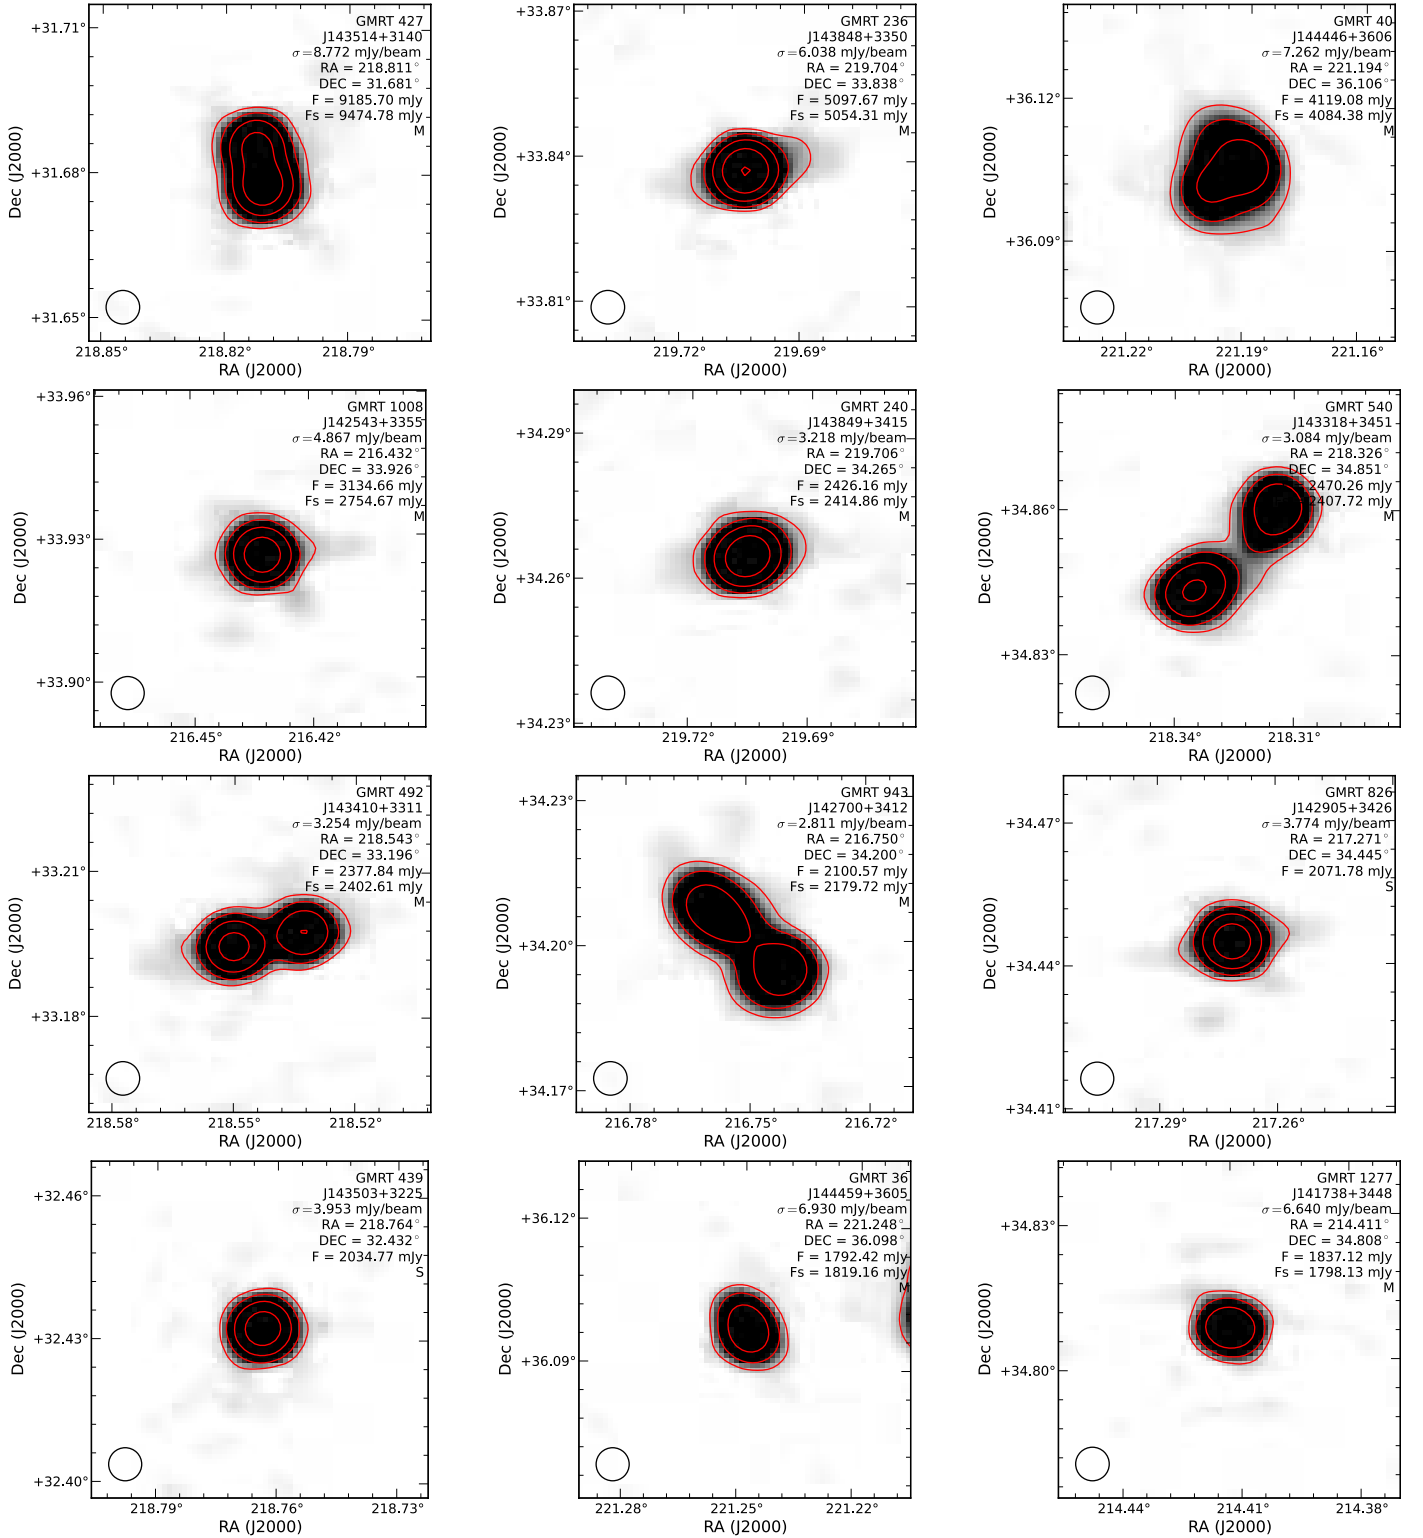 GMRT 427
J143514+3140
σ=8.772 mJy/beam
RA = 218.811°
DEC = 31.681°
F = 9185.70 mJy
Fs = 9474.78 mJy
M
+31.71°
+31.68°
+31.65°
Dec (J2000)
218.85° 218.82° 218.79°
RA (J2000)
GMRT 236
J143848+3350
σ=6.038 mJy/beam
RA = 219.704°
DEC = 33.838°
F = 5097.67 mJy
Fs = 5054.31 mJy
M
+33.87°
+33.84°
+33.81°
Dec (J2000)
219.72° 219.69°
RA (J2000)
GMRT 40
J144446+3606
σ=7.262 mJy/beam
RA = 221.194°
DEC = 36.106°
F = 4119.08 mJy
Fs = 4084.38 mJy
M
+36.12°
+36.09°
Dec (J2000)
221.22° 221.19° 221.16°
RA (J2000)
GMRT 1008
J142543+3355
σ=4.867 mJy/beam
RA = 216.432°
DEC = 33.926°
F = 3134.66 mJy
Fs = 2754.67 mJy
M
+33.96°
+33.93°
+33.90°
Dec (J2000)
216.45° 216.42°
RA (J2000)
GMRT 240
J143849+3415
σ=3.218 mJy/beam
RA = 219.706°
DEC = 34.265°
F = 2426.16 mJy
Fs = 2414.86 mJy
M
+34.29°
+34.26°
+34.23°
Dec (J2000)
219.72° 219.69°
RA (J2000)
GMRT 540
J143318+3451
σ=3.084 mJy/beam
RA = 218.326°
DEC = 34.851°
2470.26 mJy
2407.72 mJy
M
+34.86°
+34.83°
Dec (J2000)
218.34° 218.31°
RA (J2000)
GMRT 492
J143410+3311
σ=3.254 mJy/beam
RA = 218.543°
DEC = 33.196°
F = 2377.84 mJy
Fs = 2402.61 mJy
M
+33.21°
+33.18°
Dec (J2000)
218.58° 218.55° 218.52°
RA (J2000)
GMRT 943
J142700+3412
σ=2.811 mJy/beam
RA = 216.750°
DEC = 34.200°
F = 2100.57 mJy
Fs = 2179.72 mJy
M
+34.23°
+34.20°
+34.17°
Dec (J2000)
216.78° 216.75° 216.72°
RA (J2000)
GMRT 826
J142905+3426
σ=3.774 mJy/beam
RA = 217.271°
DEC = 34.445°
F = 2071.78 mJy
S
+34.47°
+34.44°
+34.41°
Dec (J2000)
217.29° 217.26°
RA (J2000)
GMRT 439
J143503+3225
σ=3.953 mJy/beam
RA = 218.764°
DEC = 32.432°
F = 2034.77 mJy
S
+32.46°
+32.43°
+32.40°
Dec (J2000)
218.79° 218.76° 218.73°
RA (J2000)
GMRT 36
J144459+3605
σ=6.930 mJy/beam
RA = 221.248°
DEC = 36.098°
F = 1792.42 mJy
Fs = 1819.16 mJy
M
+36.12°
+36.09°
Dec (J2000)
221.28° 221.25° 221.22°
RA (J2000)
GMRT 1277
J141738+3448
σ=6.640 mJy/beam
RA = 214.411°
DEC = 34.808°
F = 1837.12 mJy
Fs = 1798.13 mJy
M
+34.83°
+34.80°
Dec (J2000)
214.44° 214.41° 214.38°
RA (J2000)